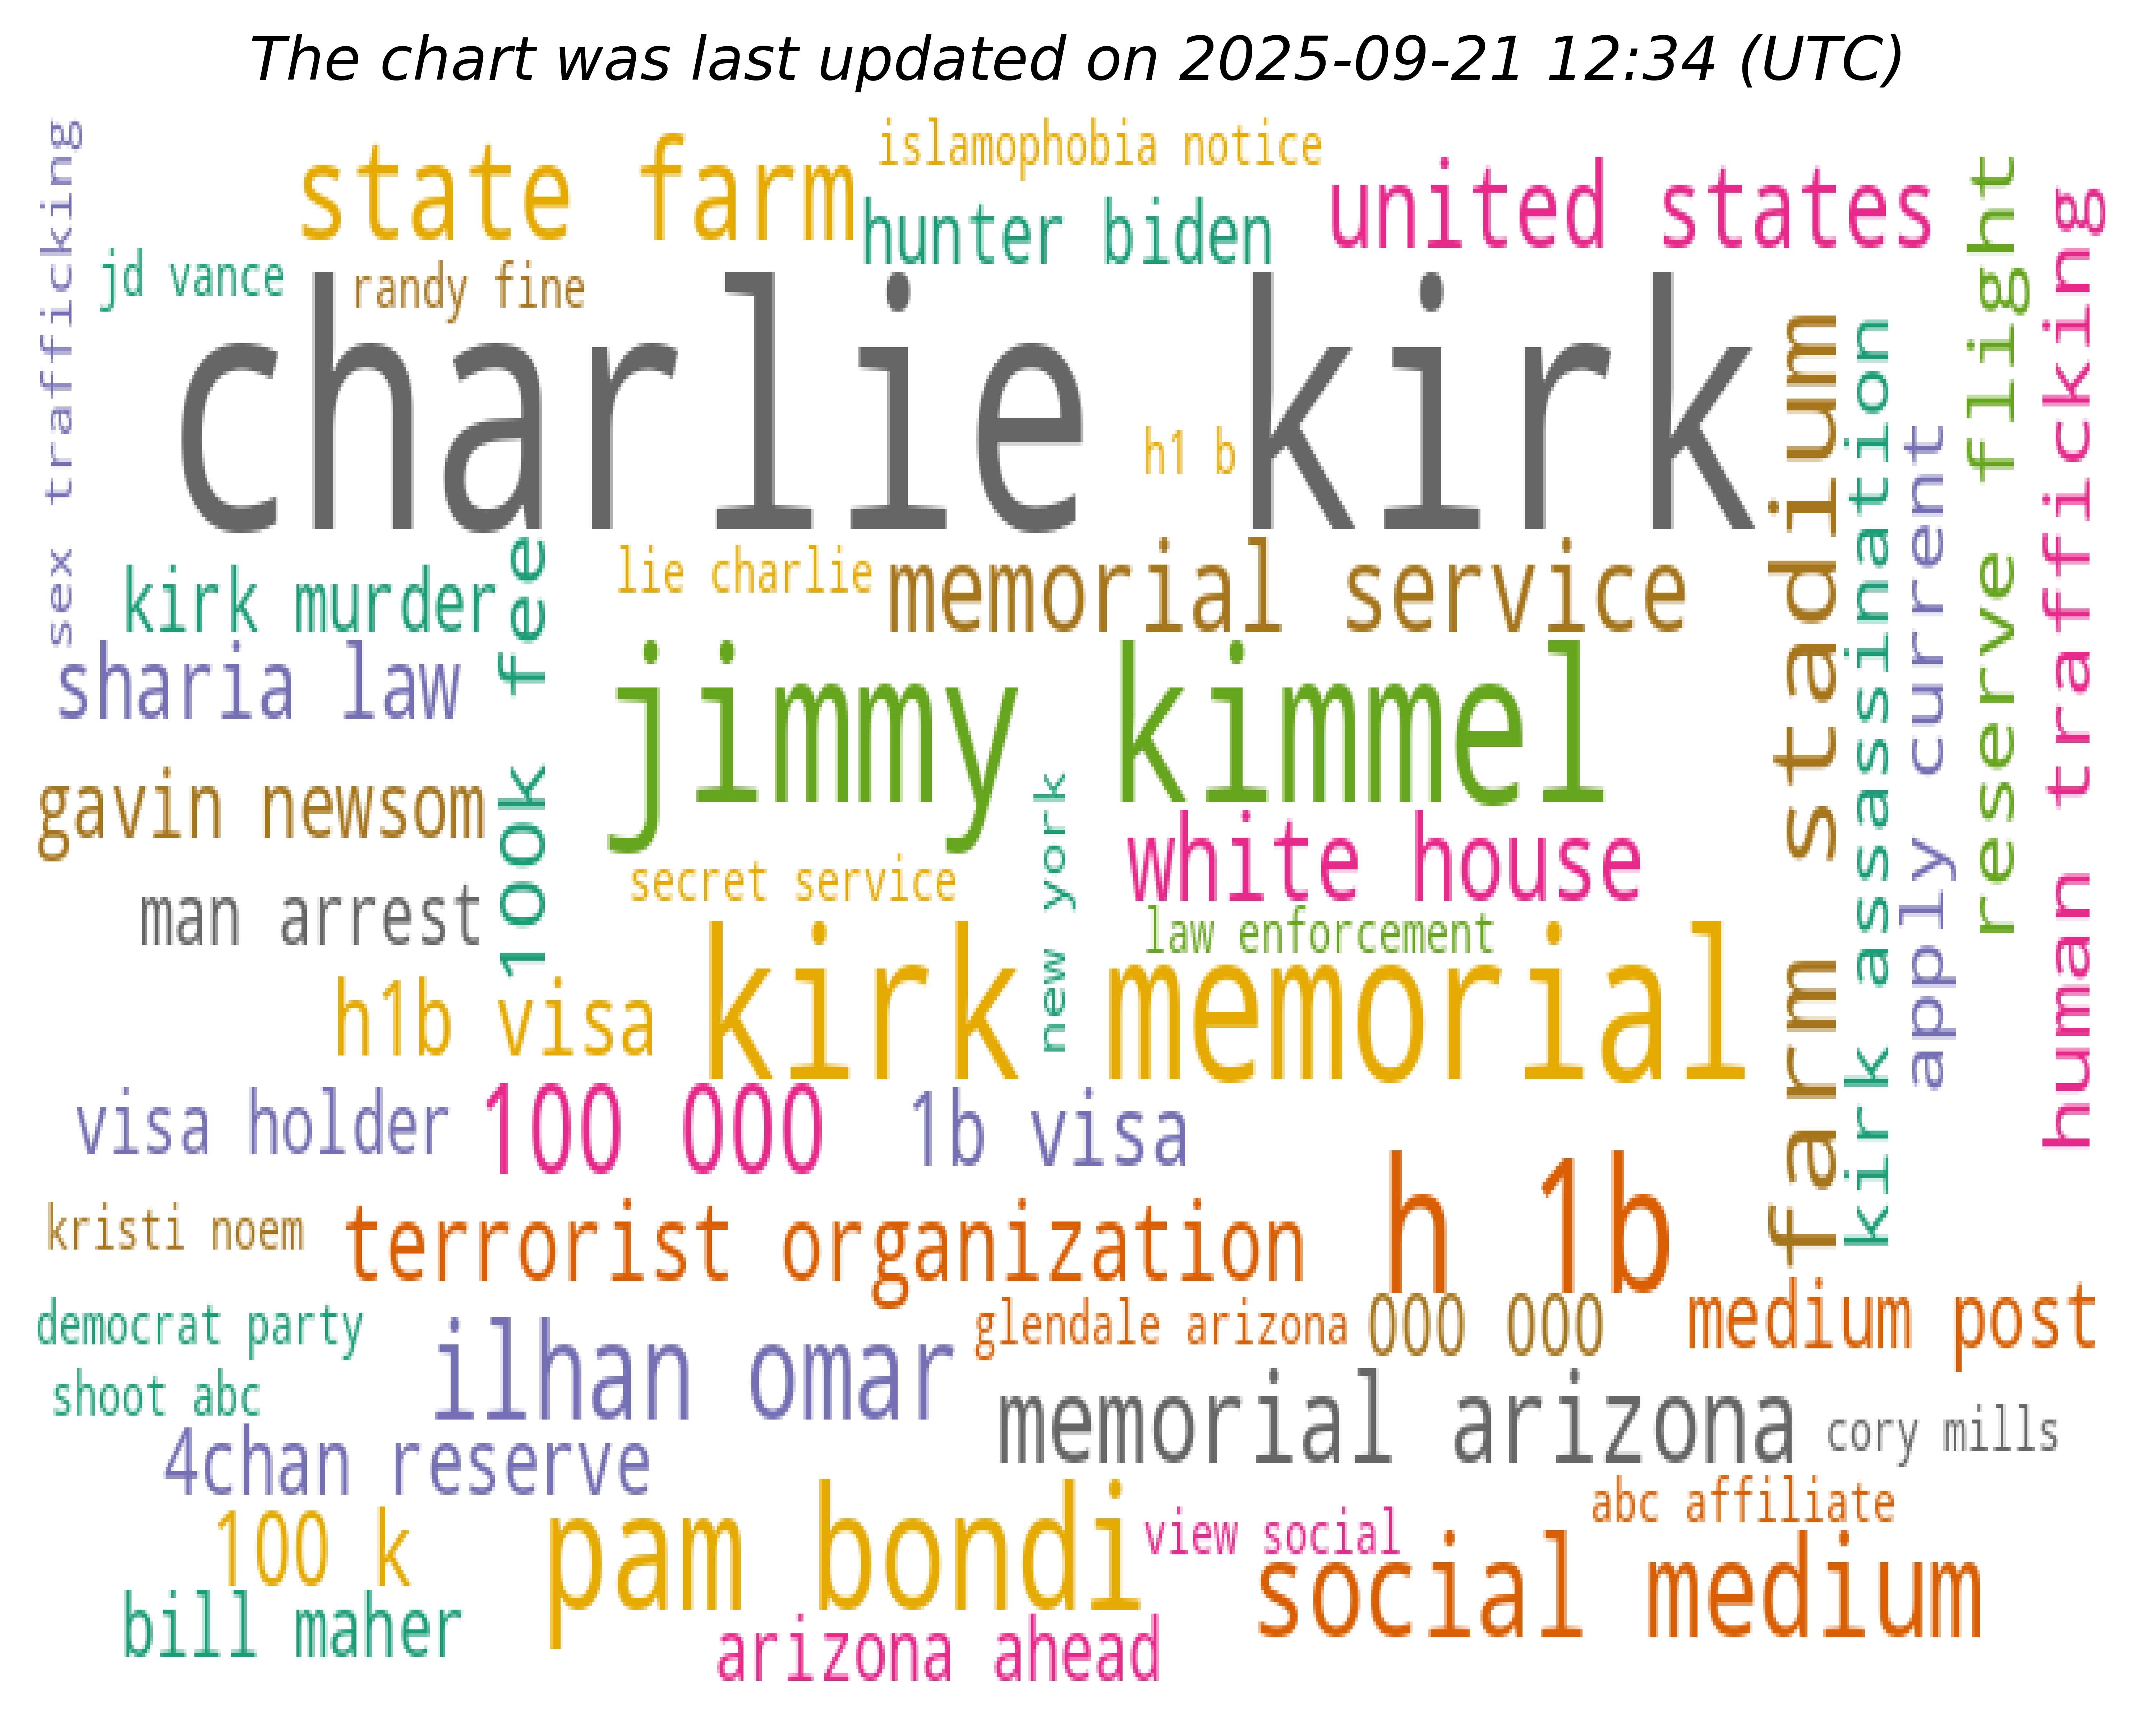 The chart was last updated on 2025-09-21 12:34 (UTC)
sex trafficking
state farm
islamophobia notice
hunter biden
united states
reserve flight
human trafficking
jd vance
randy fine
charlie kirk
h1 b
farm stadium
kirk assassination
apply current
kirk murder
100k fee
lie charlie
memorial service
sharia law
jimmy kimmel
gavin newsom
new york
white house
secret service
man arrest
law enforcement
h1b visa
kirk memorial
visa holder
100 000
1b visa
h 1b
kristi noem
terrorist organization
democrat party
glendale arizona
000 000
medium post
ilhan omar
shoot abc
memorial arizona
cory mills
4chan reserve
abc affiliate
100 k
pam bondi
view social
social medium
bill maher
arizona ahead